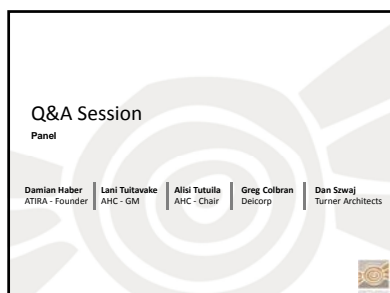 Q&A Session
Panel
Damian Haber
ATIRA - Founder
Lani Tuitavake
AHC - GM
Alisi Tutuila
AHC - Chair
Greg Colbran
Deicorp
Dan Szwaj
Turner Architects